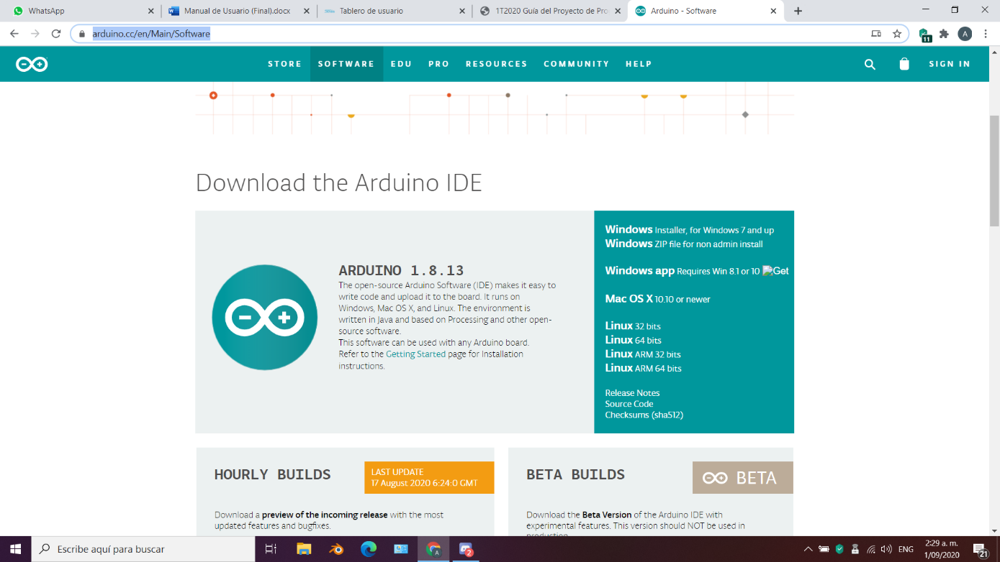 WhatsApp
Manual de Usuario (Final).docx
Tablero de usuario
1T2020 Guía del Proyecto de Pro
Arduino - Software
arduino.cc/en/Main/Software
11
A
STORE SOFTWARE EDU PRO RESOURCES COMMUNITY HELP
SIGN IN
Download the Arduino IDE
ARDUINO 1.8.13
The open-source Arduino Software (IDE) makes it easy to
write code and upload it to the board. It runs on
Windows, Mac OS X, and Linux. The environment is
written in Java and based on Processing and other open-
source software.
This software can be used with any Arduino board.
Refer to the Getting Started page for Installation
instructions.
Windows Installer, for Windows 7 and up
Windows ZIP file for non admin install
Windows app Requires Win 8.1 or 10 Get
Mac OS X 10.10 or newer
Linux 32 bits
Linux 64 bits
Linux ARM 32 bits
Linux ARM 64 bits
Release Notes
Source Code
Checksums (sha512)
HOURLY BUILDS
LAST UPDATE
17 August 2020 6:24:0 GMT
Download a preview of the incoming release with the most
updated features and bugfixes.
BETA BUILDS
BETA
Download the Beta Version of the Arduino IDE with
experimental features. This version should NOT be used in
production.
Escribe aquí para buscar
A
2
ENG
2:29 a. m.
1/09/2020
21